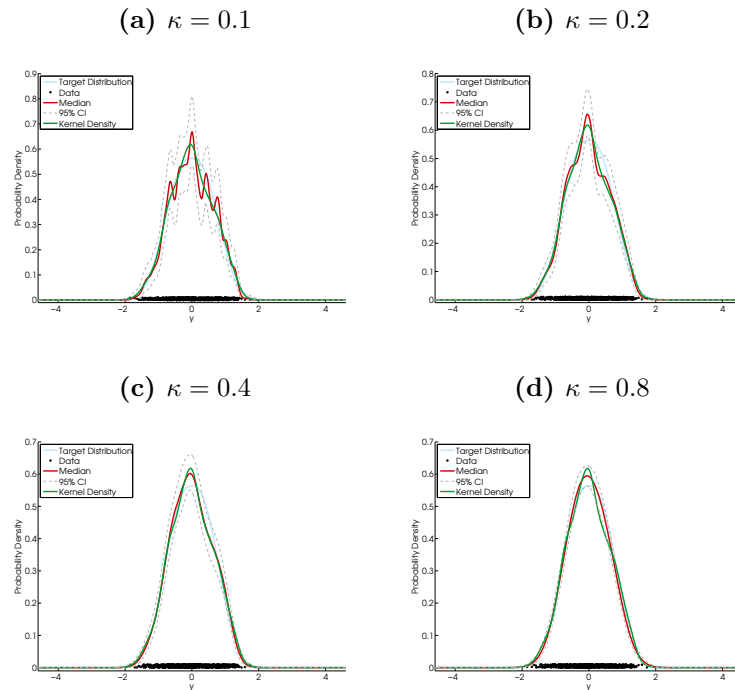 (a) κ = 0.1
(b) κ = 0.2
0.9
0.8
0.7
0.6
0.5
0.4
0.3
0.2
0.1
0
Probability Density
Target Distribution
Data
Median
95% CI
Kernel Density
−4
−2
0
2
4
y
0.8
0.7
0.6
0.5
0.4
0.3
0.2
0.1
0
Probability Density
Target Distribution
Data
Median
95% CI
Kernel Density
−4
−2
0
2
4
y
(c) κ = 0.4
(d) κ = 0.8
0.7
0.6
0.5
0.4
0.3
0.2
0.1
0
Probability Density
Target Distribution
Data
Median
95% CI
Kernel Density
−4
−2
0
2
4
y
0.7
0.6
0.5
0.4
0.3
0.2
0.1
0
Probability Density
Target Distribution
Data
Median
95% CI
Kernel Density
−4
−2
0
2
4
y